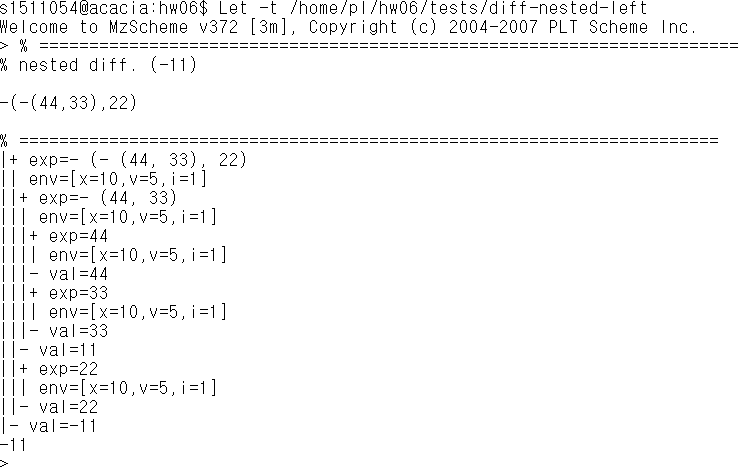 s1511054@acacia:hw06$ Let -t /home/pl/hw06/tests/diff-nested-left
Welcome to MzScheme v372 [3m], Copyright (c) 2004-2007 PLT Scheme Inc.
> % ======================================================================
% nested diff. (-11)
-(-(44,33),22)
% ======================================================================
|+ exp=- (- (44, 33), 22)
|| env=[x=10,v=5,i=1]
||+ exp=- (44, 33)
||| env=[x=10,v=5,i=1]
|||+ exp=44
|||| env=[x=10,v=5,i=1]
|||- val=44
|||+ exp=33
|||| env=[x=10,v=5,i=1]
|||- val=33
||- val=11
||+ exp=22
||| env=[x=10,v=5,i=1]
||- val=22
|- val=-11
-11
>